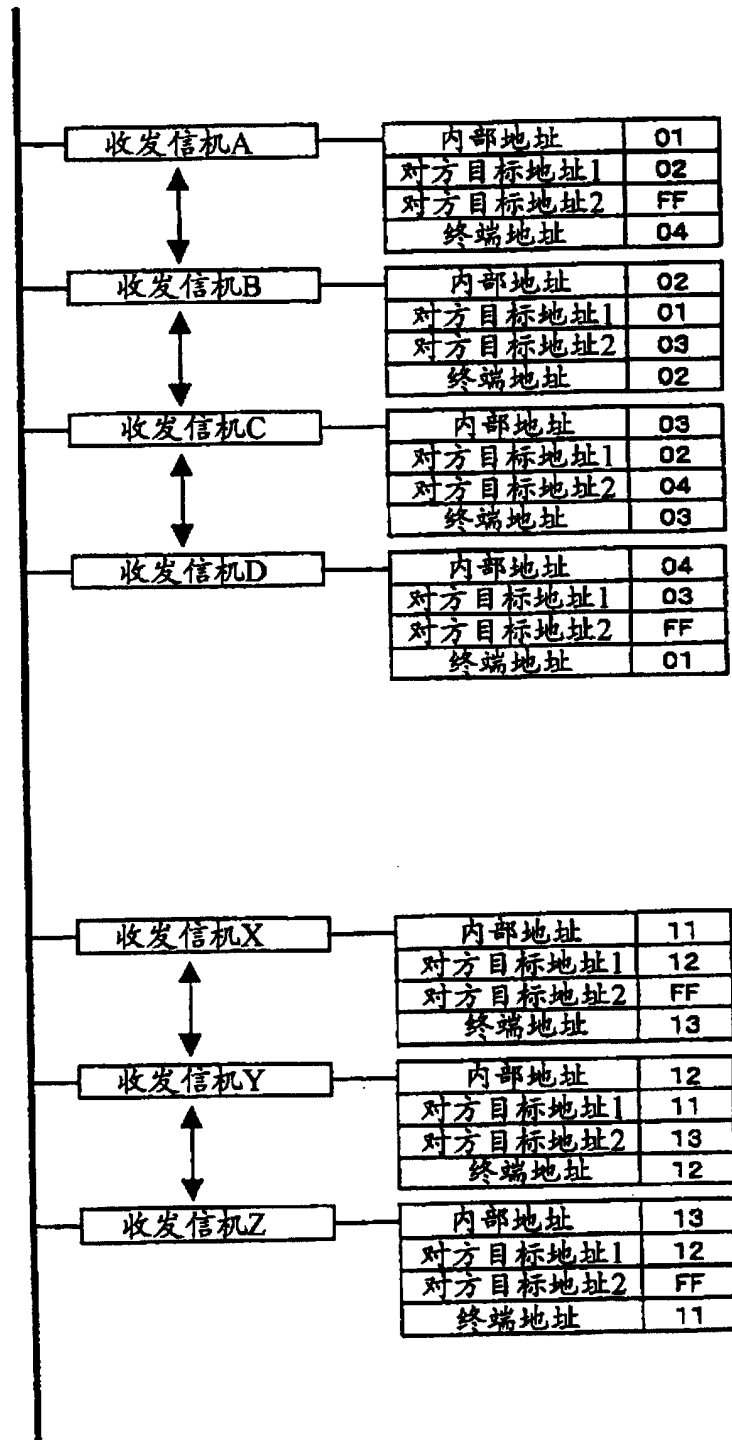 收发信机A
内部地址 01
对方目标地址1 02
对方目标地址2 FF
终端地址 04
收发信机B
内部地址 02
对方目标地址1 01
对方目标地址2 03
终端地址 02
收发信机C
内部地址 03
对方目标地址1 02
对方目标地址2 04
终端地址 03
收发信机D
内部地址 04
对方目标地址1 03
对方目标地址2 FF
终端地址 01
收发信机X
内部地址 11
对方目标地址1 12
对方目标地址2 FF
终端地址 13
收发信机Y
内部地址 12
对方目标地址1 11
对方目标地址2 13
终端地址 12
收发信机Z
内部地址 13
对方目标地址1 12
对方目标地址2 FF
终端地址 11